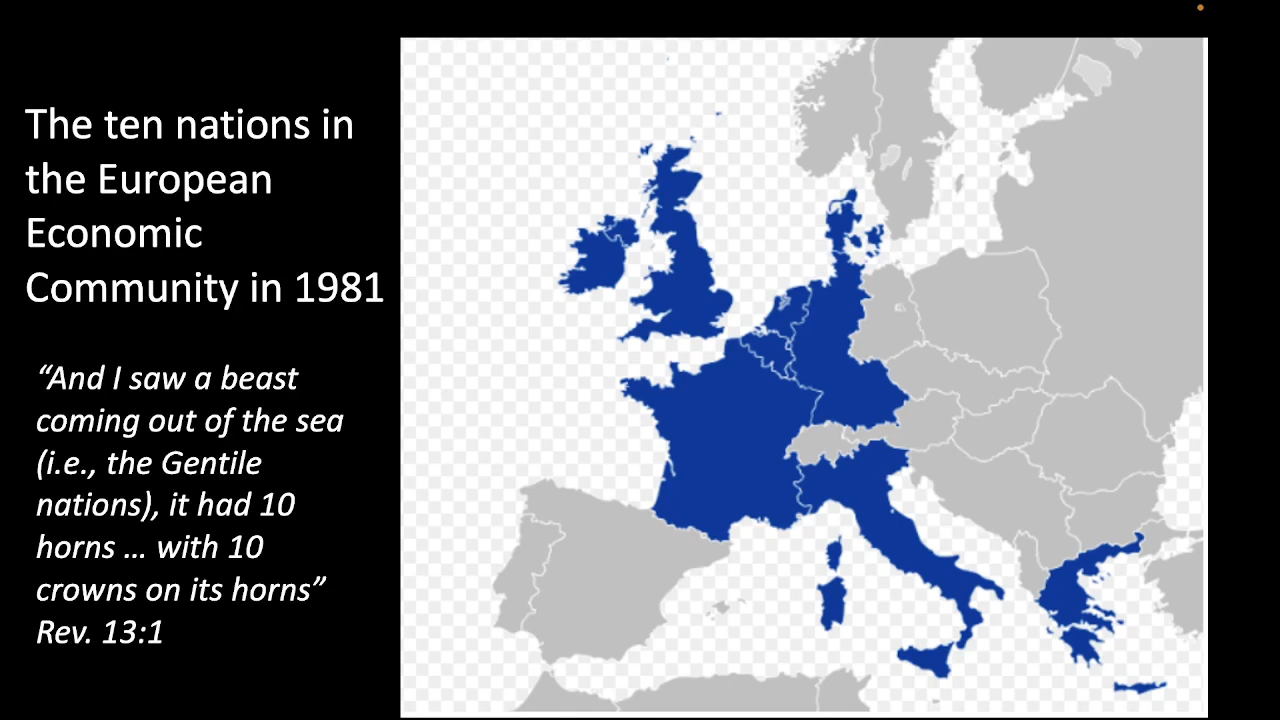 The ten nations in
the European
Economic
Community in 1981
“And I saw a beast
coming out of the sea
(i.e., the Gentile
nations), it had 10
horns ... with 10
crowns on its horns”
Rev. 13:1